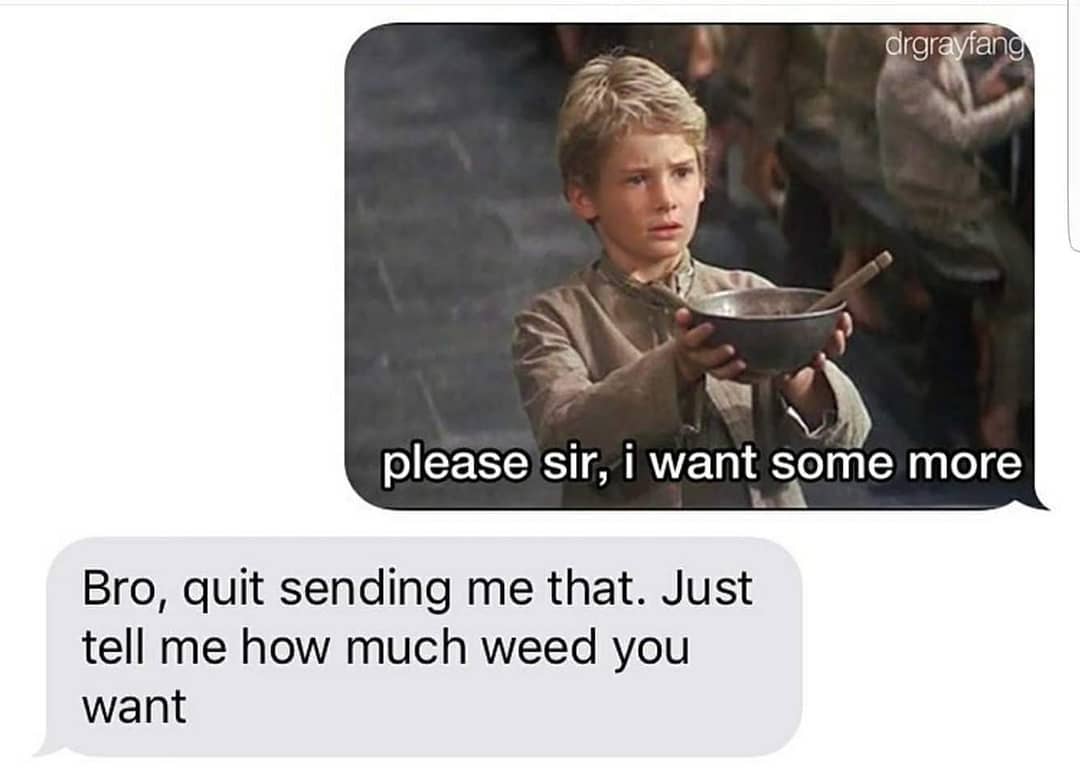 drgrayfang
please sir, i want some more
Bro, quit sending me that. Just
tell me how much weed you
want